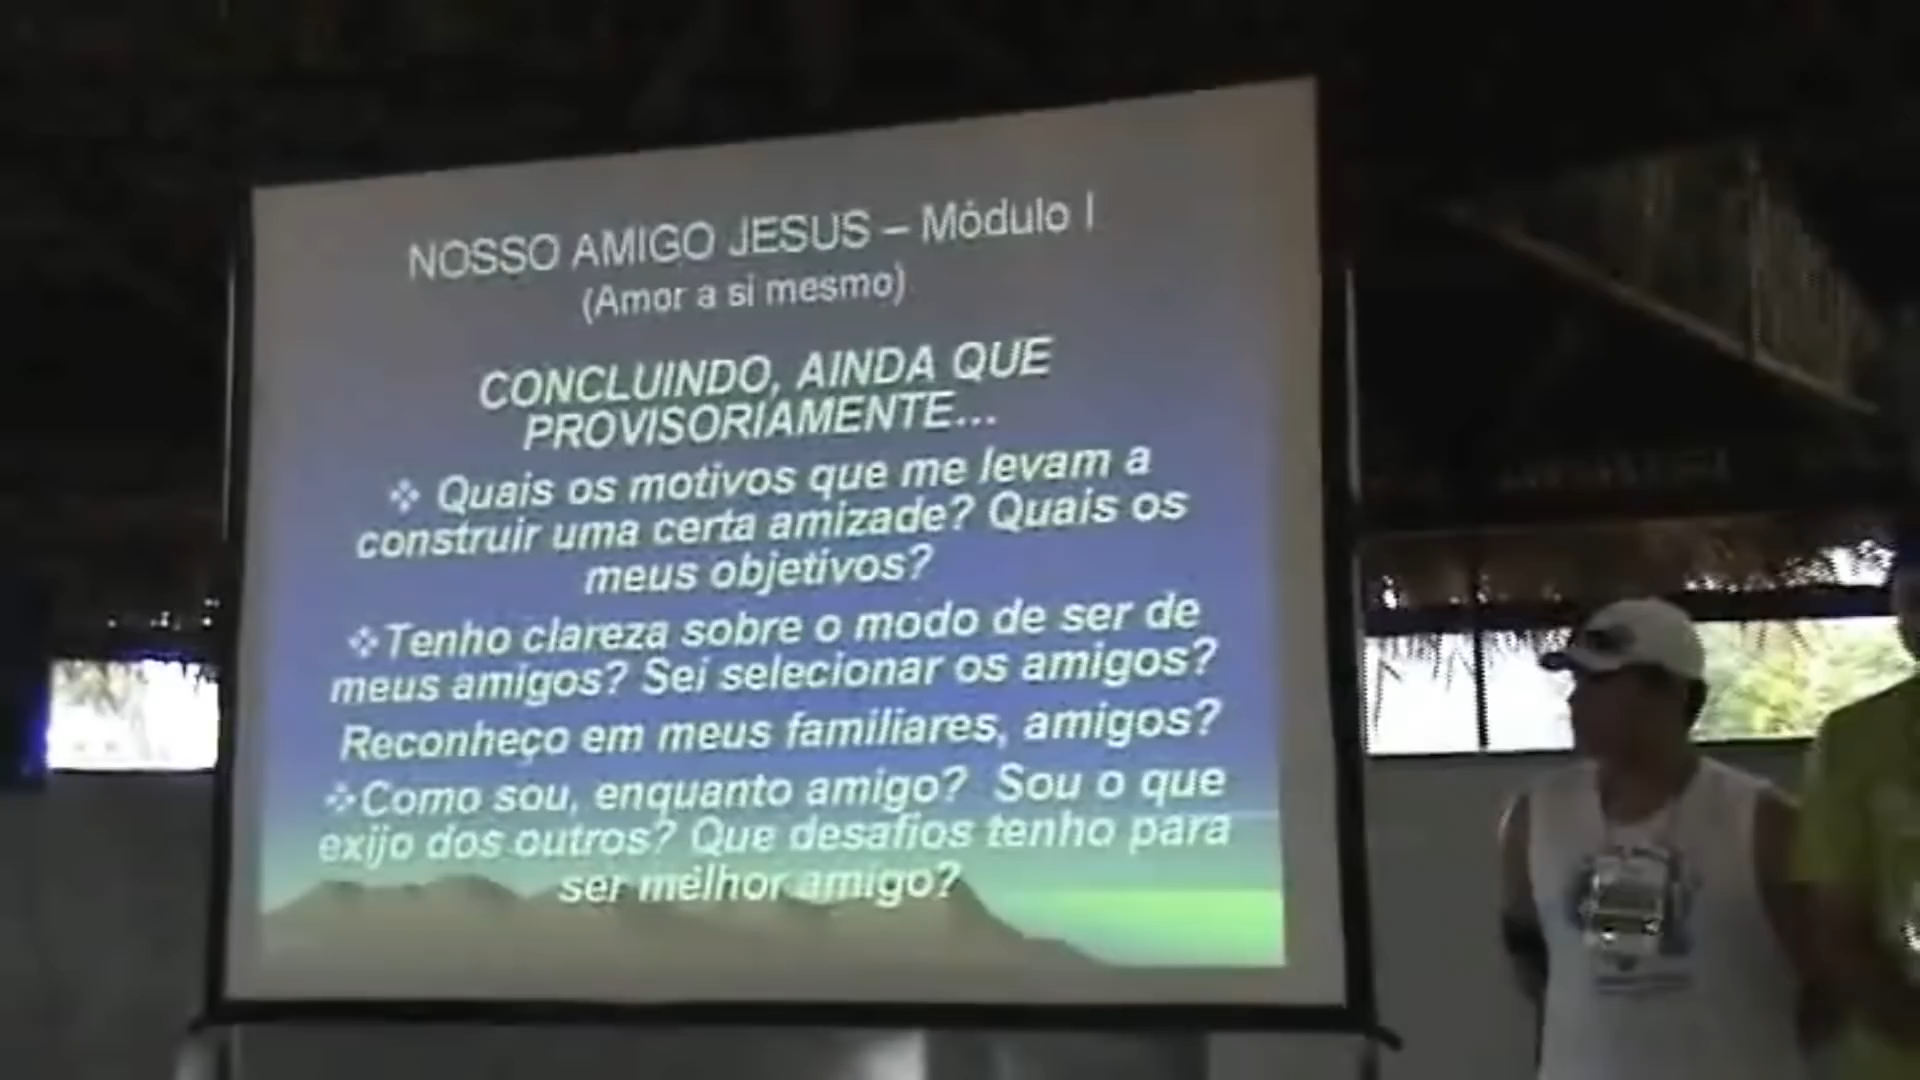 NOSSO AMIGO JESUS – Módulo I
(Amor a si mesmo)
CONCLUINDO, AINDA QUE
PROVISORIAMENTE...
❖ Quais os motivos que me levam a
construir uma certa amizade? Quais os
meus objetivos?
❖Tenho clareza sobre o modo de ser de
meus amigos? Sei selecionar os amigos?
Reconheço em meus familiares, amigos?
❖Como sou, enquanto amigo? Sou o que
exijo dos outros? Que desafios tenho para
ser melhor amigo?